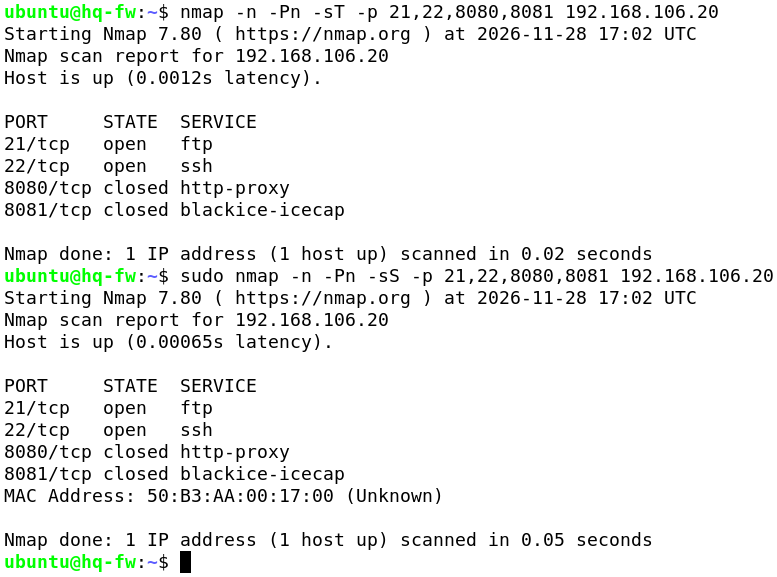 ubuntu@hq-fw:~$ nmap -n -Pn -sT -p 21,22,8080,8081 192.168.106.20
Starting Nmap 7.80 ( https://nmap.org ) at 2026-11-28 17:02 UTC
Nmap scan report for 192.168.106.20
Host is up (0.0012s latency).

PORT     STATE  SERVICE
21/tcp   open   ftp
22/tcp   open   ssh
8080/tcp closed http-proxy
8081/tcp closed blackice-icecap

Nmap done: 1 IP address (1 host up) scanned in 0.02 seconds
ubuntu@hq-fw:~$ sudo nmap -n -Pn -sS -p 21,22,8080,8081 192.168.106.20
Starting Nmap 7.80 ( https://nmap.org ) at 2026-11-28 17:02 UTC
Nmap scan report for 192.168.106.20
Host is up (0.00065s latency).

PORT     STATE  SERVICE
21/tcp   open   ftp
22/tcp   open   ssh
8080/tcp closed http-proxy
8081/tcp closed blackice-icecap
MAC Address: 50:B3:AA:00:17:00 (Unknown)

Nmap done: 1 IP address (1 host up) scanned in 0.05 seconds
ubuntu@hq-fw:~$